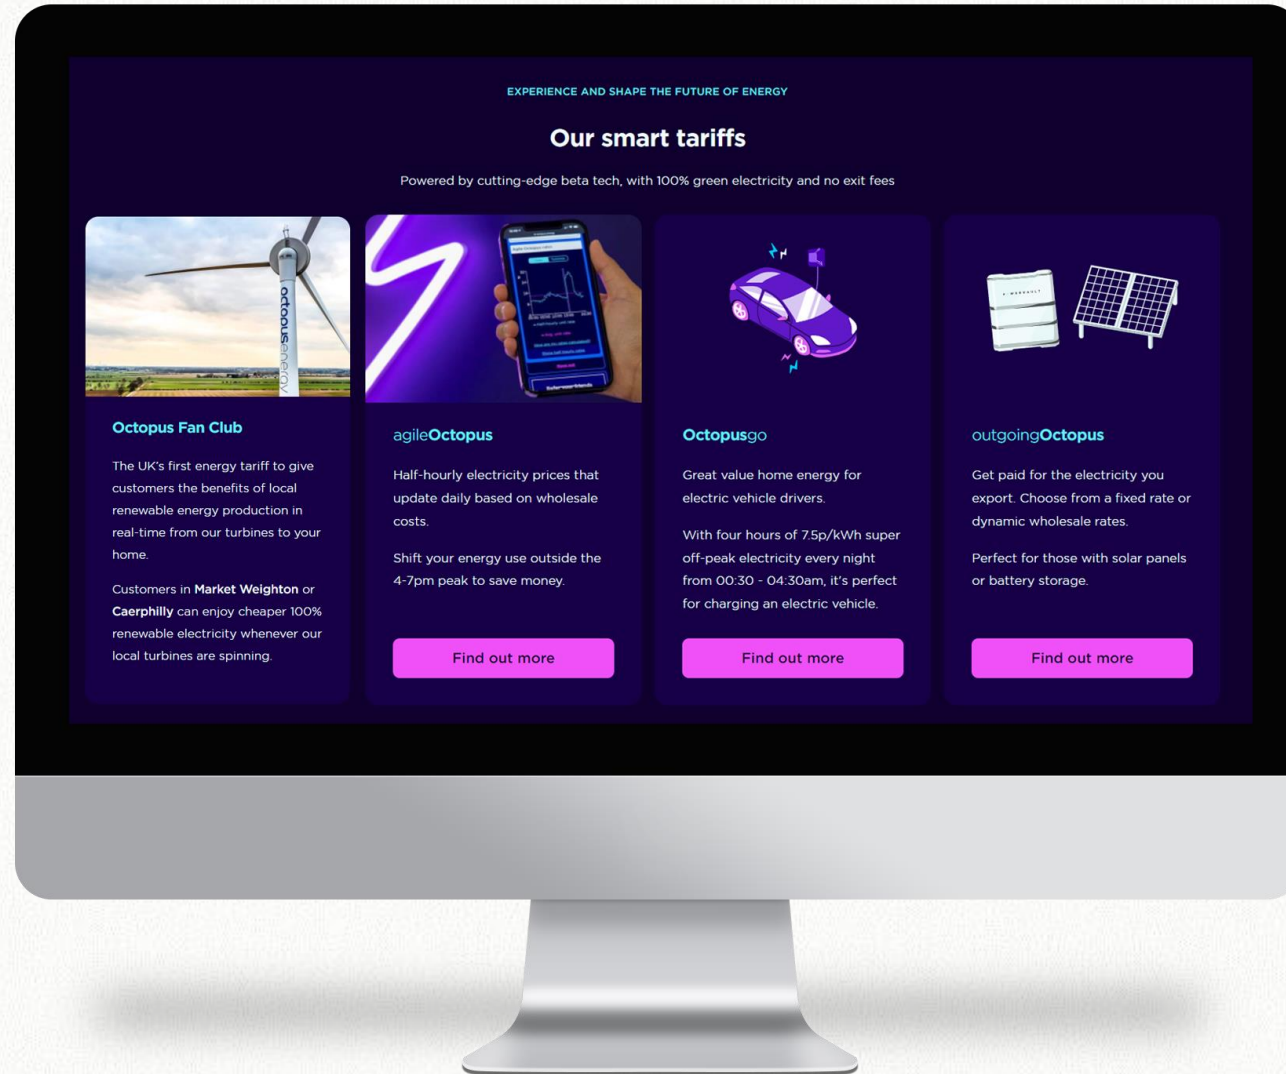 EXPERIENCE AND SHAPE THE FUTURE OF ENERGY
Our smart tariffs
Powered by cutting-edge beta tech, with 100% green electricity and no exit fees
octopusenergy
Octopus Fan Club
The UK's first energy tariff to give
customers the benefits of local
renewable energy production in
real-time from our turbines to your
home.
Customers in Market Weighton or
Caerphilly can enjoy cheaper 100%
renewable electricity whenever our
local turbines are spinning.
agileOctopus
Half-hourly electricity prices that
update daily based on wholesale
costs.
Shift your energy use outside the
4-7pm peak to save money.
Find out more
Octopusgo
Great value home energy for
electric vehicle drivers.
With four hours of 7.5p/kWh super
off-peak electricity every night
from 00:30 - 04:30am, it's perfect
for charging an electric vehicle.
Find out more
POWERVAULT
outgoingOctopus
Get paid for the electricity you
export. Choose from a fixed rate or
dynamic wholesale rates.
Perfect for those with solar panels
or battery storage.
Find out more